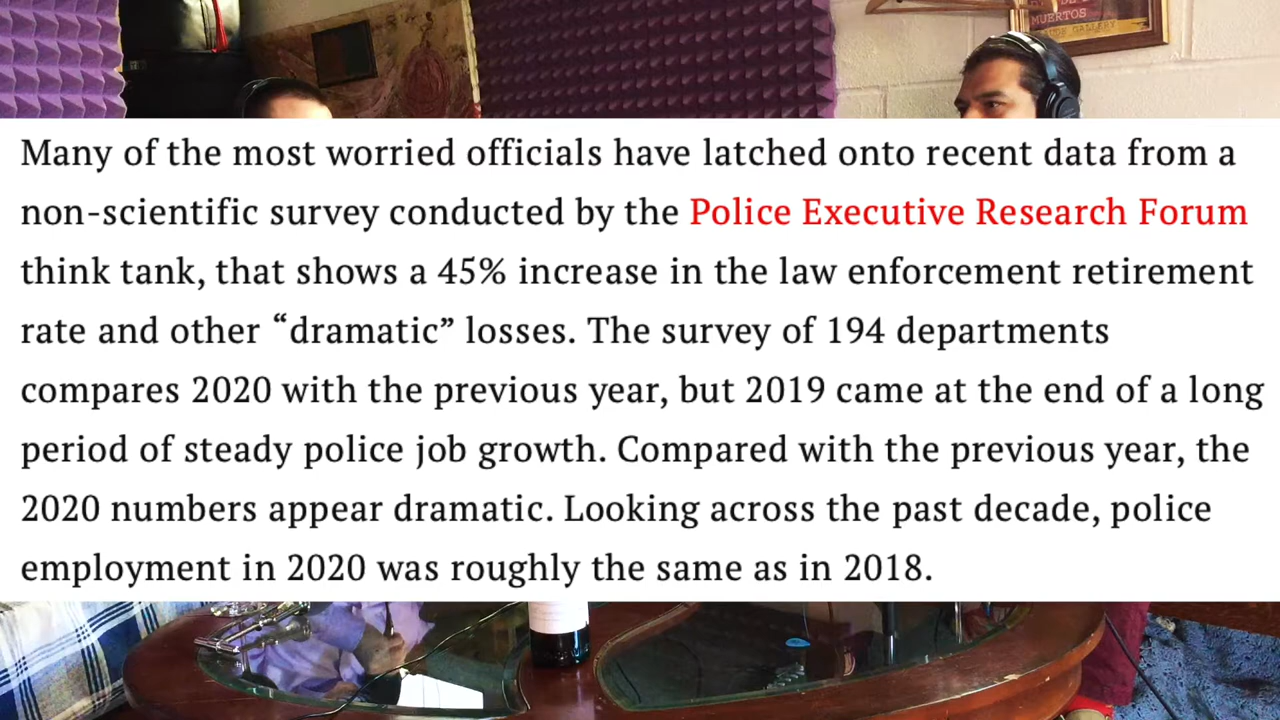 MUERTOS
Many of the most worried officials have latched onto recent data from a
non-scientific survey conducted by the Police Executive Research Forum
think tank, that shows a 45% increase in the law enforcement retirement
rate and other “dramatic” losses. The survey of 194 departments
compares 2020 with the previous year, but 2019 came at the end of a long
period of steady police job growth. Compared with the previous year, the
2020 numbers appear dramatic. Looking across the past decade, police
employment in 2020 was roughly the same as in 2018.